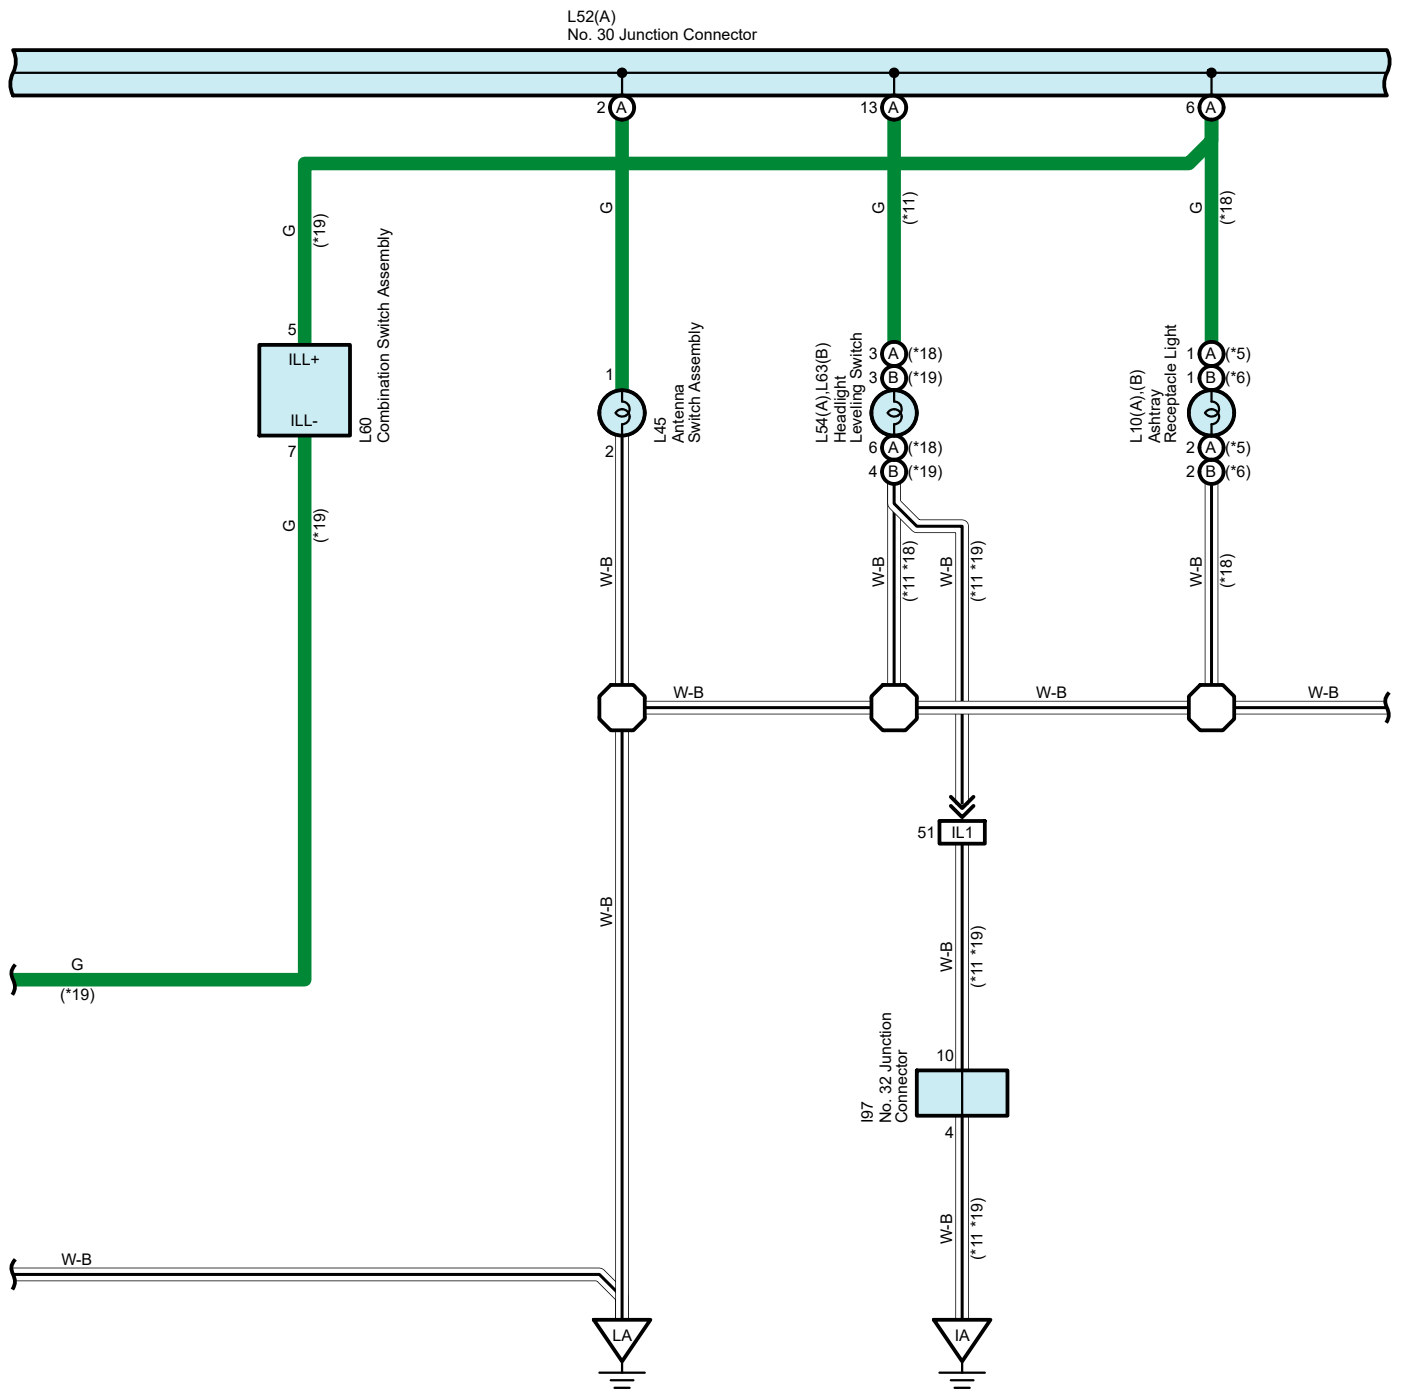 L52(A)
No. 30 Junction Connector
2 A
13 A
6 A
G
(*19)
G
G
(*11)
G
(*18)
5
ILL+
ILL-
7
L60
Combination Switch Assembly
1
2
L45
Antenna
Switch Assembly
3 A (*18)
3 B (*19)
6 A (*18)
4 B (*19)
L54(A),L63(B)
Headlight
Leveling Switch
1 A (*5)
1 B (*6)
2 A (*5)
2 B (*6)
L10(A),(B)
Ashtray
Receptacle Light
G
(*19)
W-B
W-B
(*11 *18)
W-B
(*11 *19)
W-B
(*18)
W-B
W-B
W-B
51 IL1
W-B
W-B
(*11 *19)
G
(*19)
10
4
I97
No. 32 Junction
Connector
W-B
(*11 *19)
W-B
LA
IA